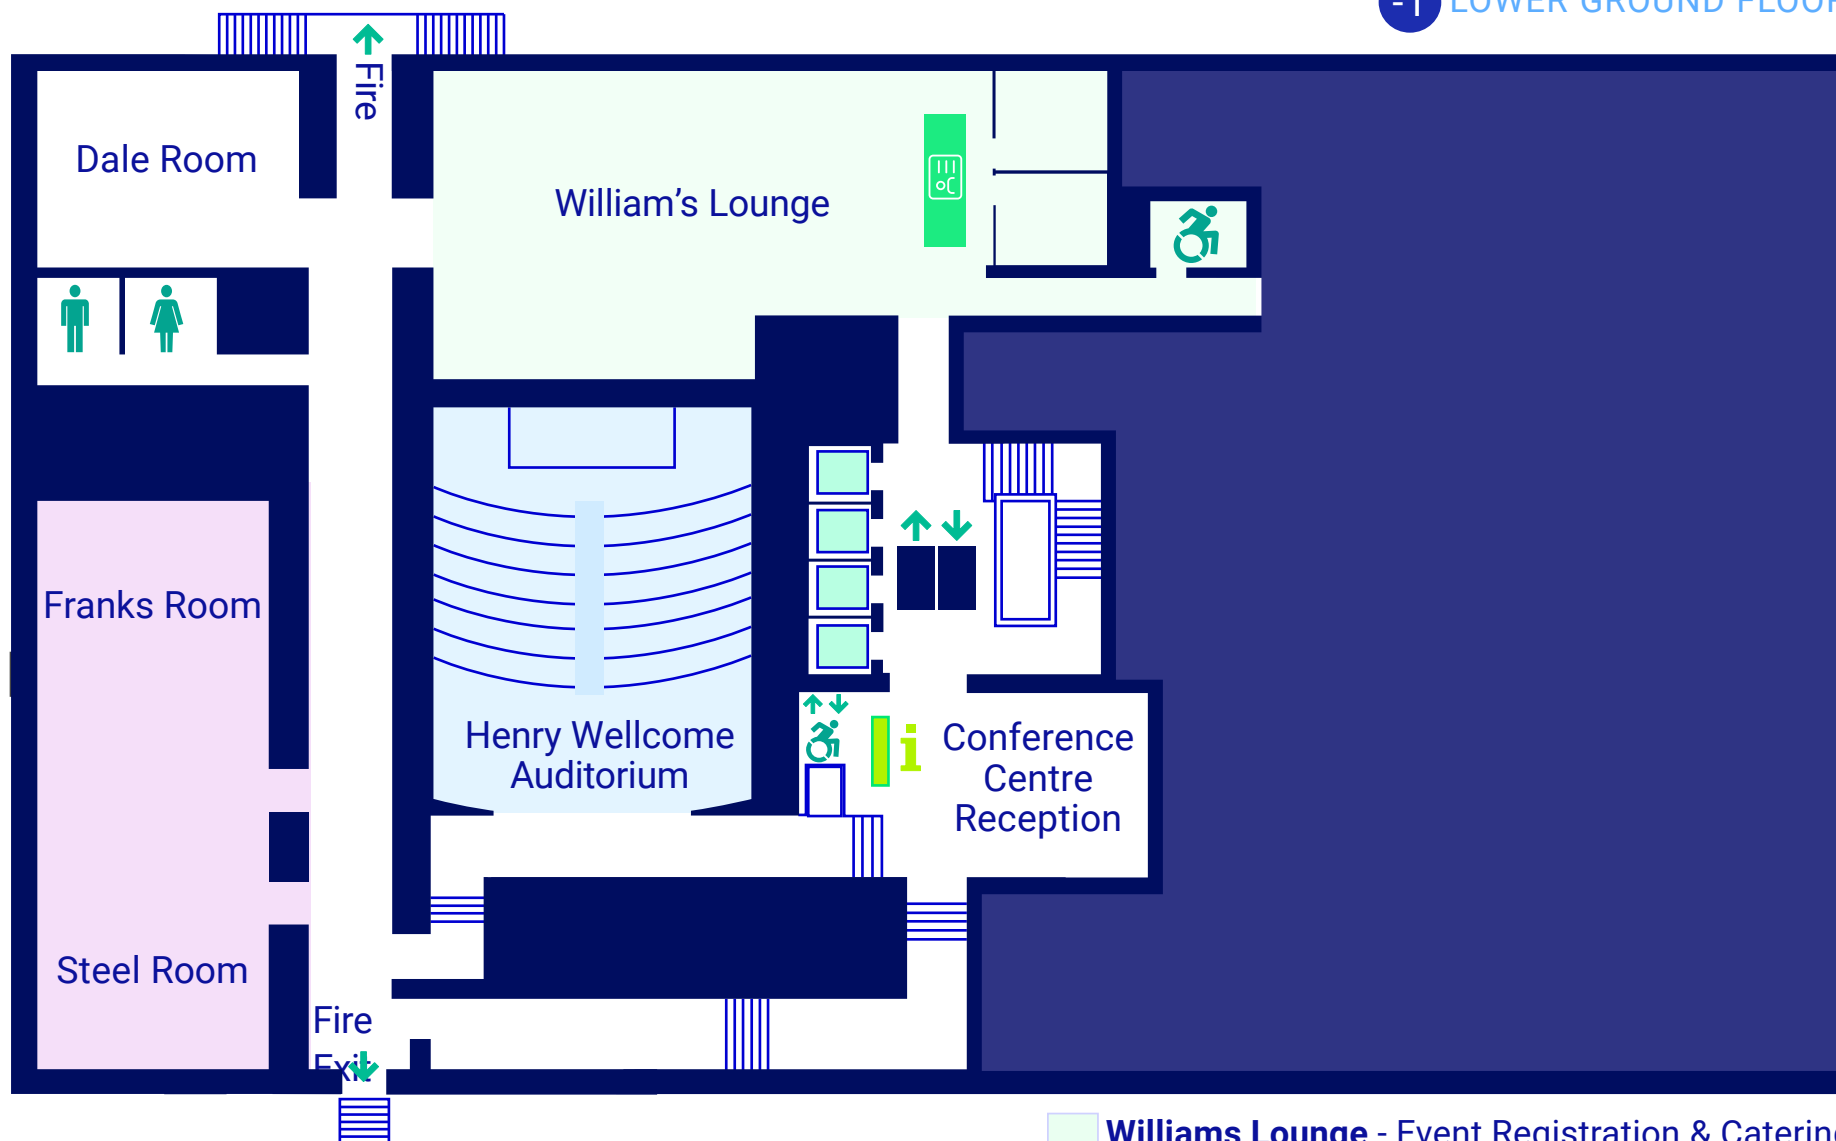 -1 LOWER GROUND FLOOR
Fire
Dale Room
William’s Lounge
Franks Room
Henry Wellcome
Auditorium
i
Conference
Centre
Reception
Steel Room
Fire
Exit
Williams Lounge - Event Registration & Catering